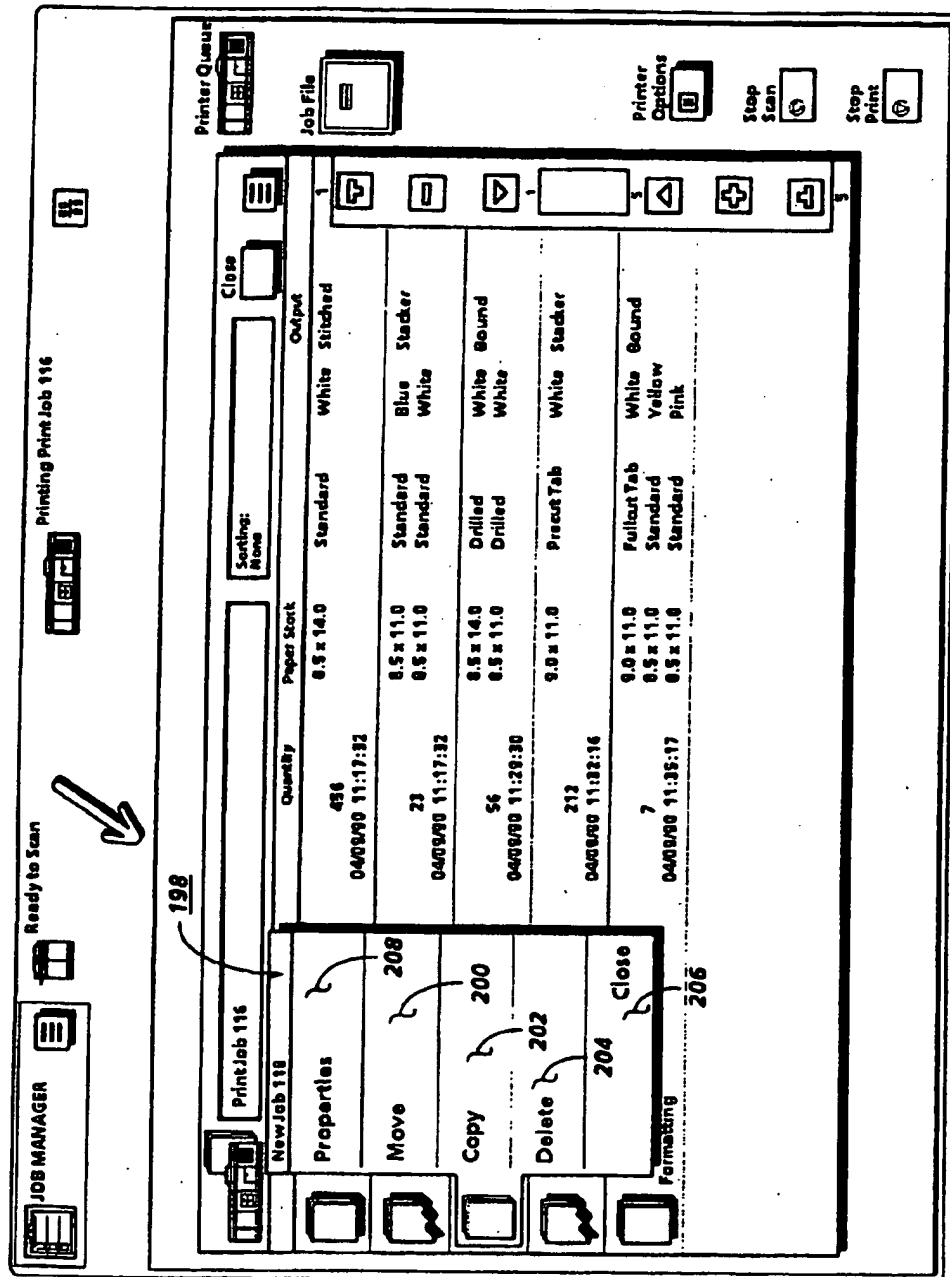 JOB MANAGER
Ready to Scan
Printing Print Job 116
Printer Queue
Job File
Printer Options
Stop Scan
Stop Print
198
Print Job 116
Sorting:
None
Close
New Job 118
Quantity Paper Stock Output
Properties
208
Move
200
Copy
202
Delete
204
Close
206
Formatting
8.5 x 14.0 Standard White Stitched
04/09/90 11:17:32
23 8.5 x 11.0 Standard Blue Stacker
04/09/90 11:17:32 8.5 x 11.0 Standard White
56 8.5 x 14.0 Drilled White Bound
04/09/90 11:29:30 8.5 x 11.0 Drilled White
212 9.0 x 11.0 Precut Tab White Stacker
04/09/90 11:32:16
7 9.0 x 11.0 Fullcut Tab White Bound
04/09/90 11:35:17 8.5 x 11.0 Standard Yellow
8.5 x 11.0 Standard Pink
1
1
5
5